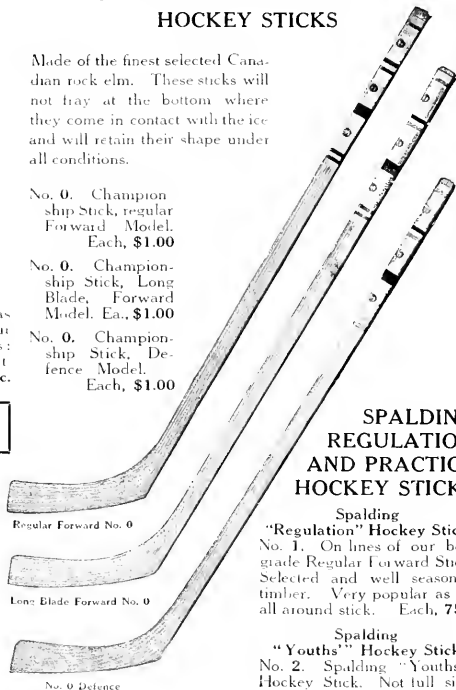 HOCKEY STICKS
Made of the finest selected Cana-
dian rock elm. These sticks will
not fray at the bottom where
they come in contact with the ice
and will retain their shape under
all conditions.
No. 0. Champion
ship Stick, regular
Forward Model.
Each, $1.00
No. 0. Champion-
ship Stick, Long
Blade, Forward
Model. Ea., $1.00
No. 0. Champion-
ship Stick, De-
fence Model.
Each, $1.00
Regular Forward No. 0
Long Blade Forward No. 0
No. 0 Defence
SPALDIN
REGULATIO
AND PRACTIC
HOCKEY STICK
Spalding
"Regulation" Hockey Stic
No. 1. On lines of our b
grade Regular Forward Stic
Selected and well season
timber. Very popular as
all around stick. Each, 75
Spalding
"Youths'" Hockey Stick
No. 2. Spalding "Youths
Hockey Stick. Not full si